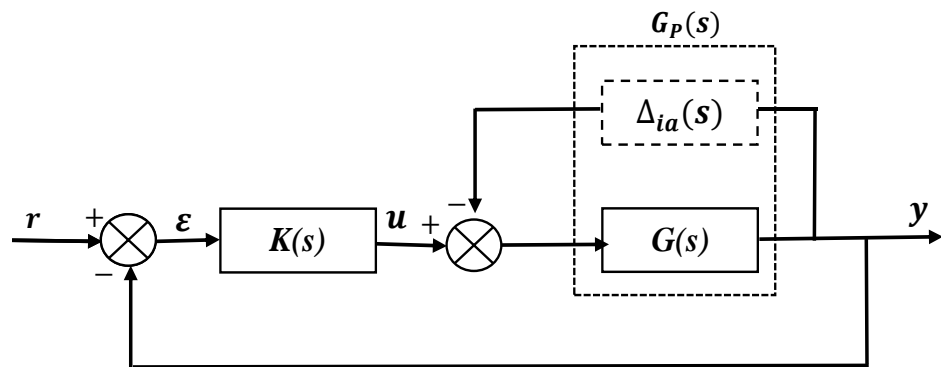 G_P(s)
Δ_ia(s)
−
r
+
ε
K(s)
u
+
G(s)
y
−